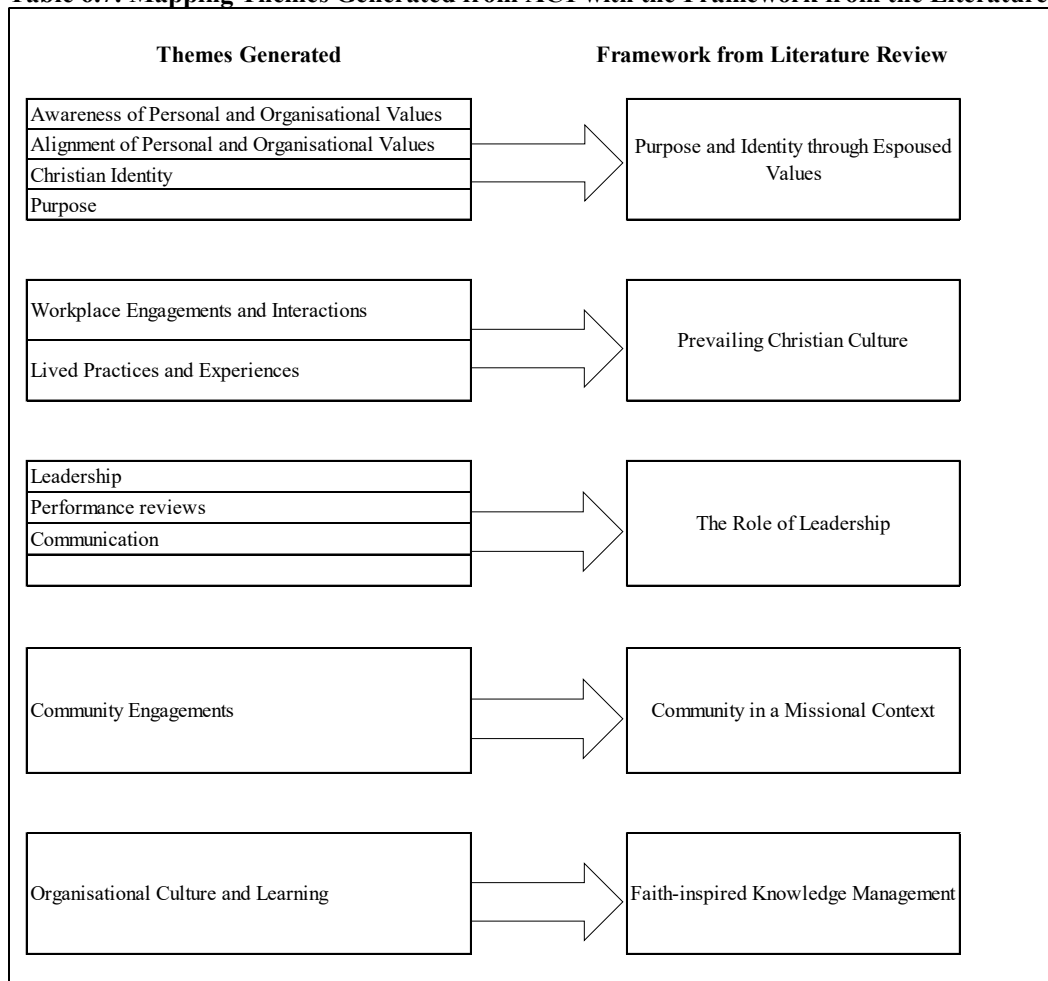 Table 6.7: Mapping Themes Generated from AC1 with the Framework from the Literature
Themes Generated
Framework from Literature Review
Awareness of Personal and Organisational Values
Alignment of Personal and Organisational Values
Christian Identity
Purpose
Purpose and Identity through Espoused
Values
Workplace Engagements and Interactions
Lived Practices and Experiences
Prevailing Christian Culture
Leadership
Performance reviews
Communication
The Role of Leadership
Community Engagements
Community in a Missional Context
Organisational Culture and Learning
Faith-inspired Knowledge Management